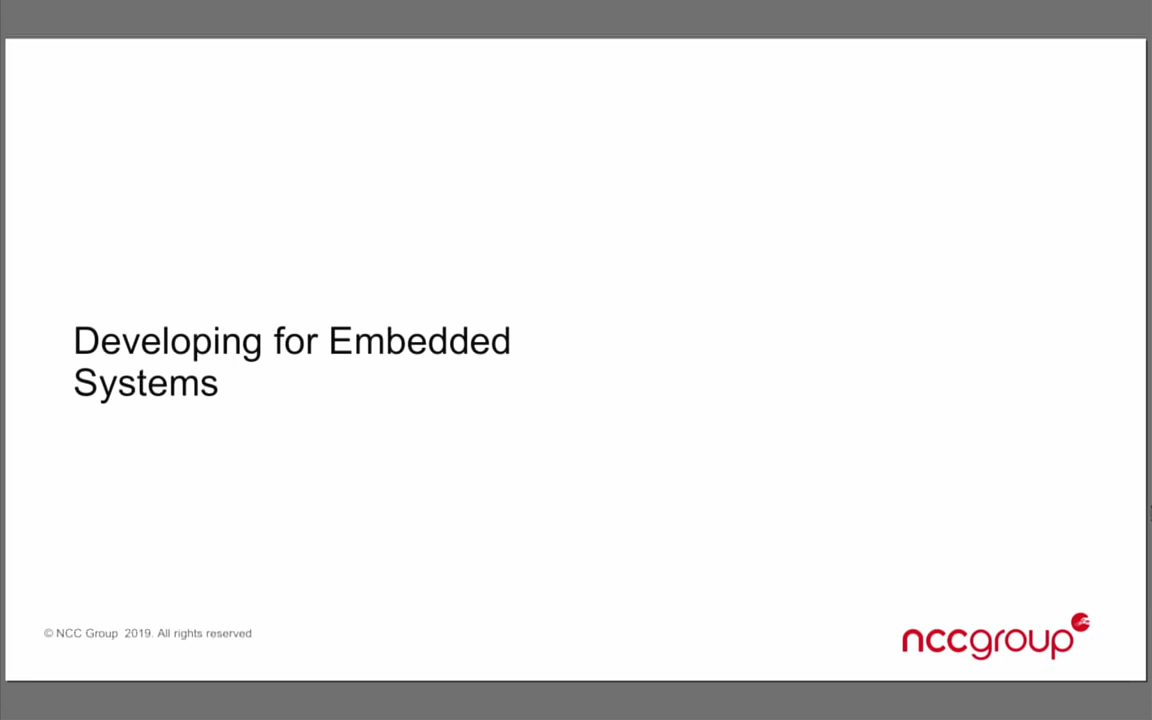 Developing for Embedded
Systems
© NCC Group 2019. All rights reserved
nccgroup